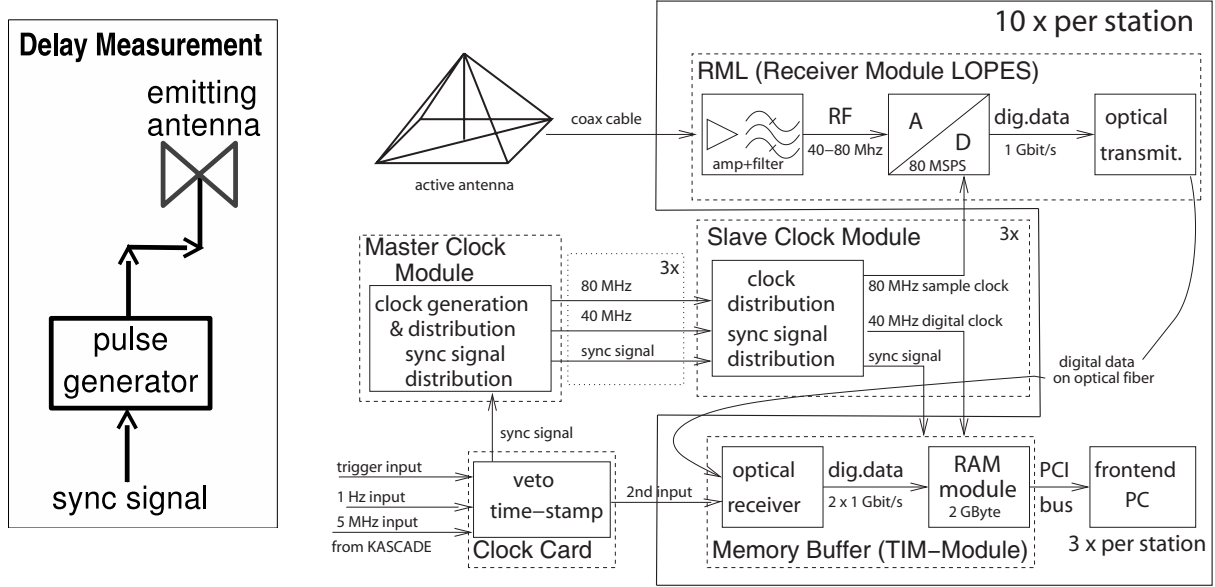 Delay Measurement
emitting
antenna
pulse
generator
sync signal
10 x per station
RML (Receiver Module LOPES)
active antenna
coax cable
amp+filter
RF
40–80 Mhz
A
D
80 MSPS
dig.data
1 Gbit/s
optical
transmit.
Master Clock
Module
clock generation
& distribution
sync signal
distribution
3x
80 MHz
40 MHz
sync signal
Slave Clock Module
3x
clock
distribution
sync signal
distribution
80 MHz sample clock
40 MHz digital clock
sync signal
digital data
on optical fiber
sync signal
trigger input
1 Hz input
5 MHz input
from KASCADE
veto
time–stamp
Clock Card
2nd input
optical
receiver
dig.data
2 x 1 Gbit/s
RAM
module
2 GByte
Memory Buffer (TIM–Module)
PCI
bus
frontend
PC
3 x per station